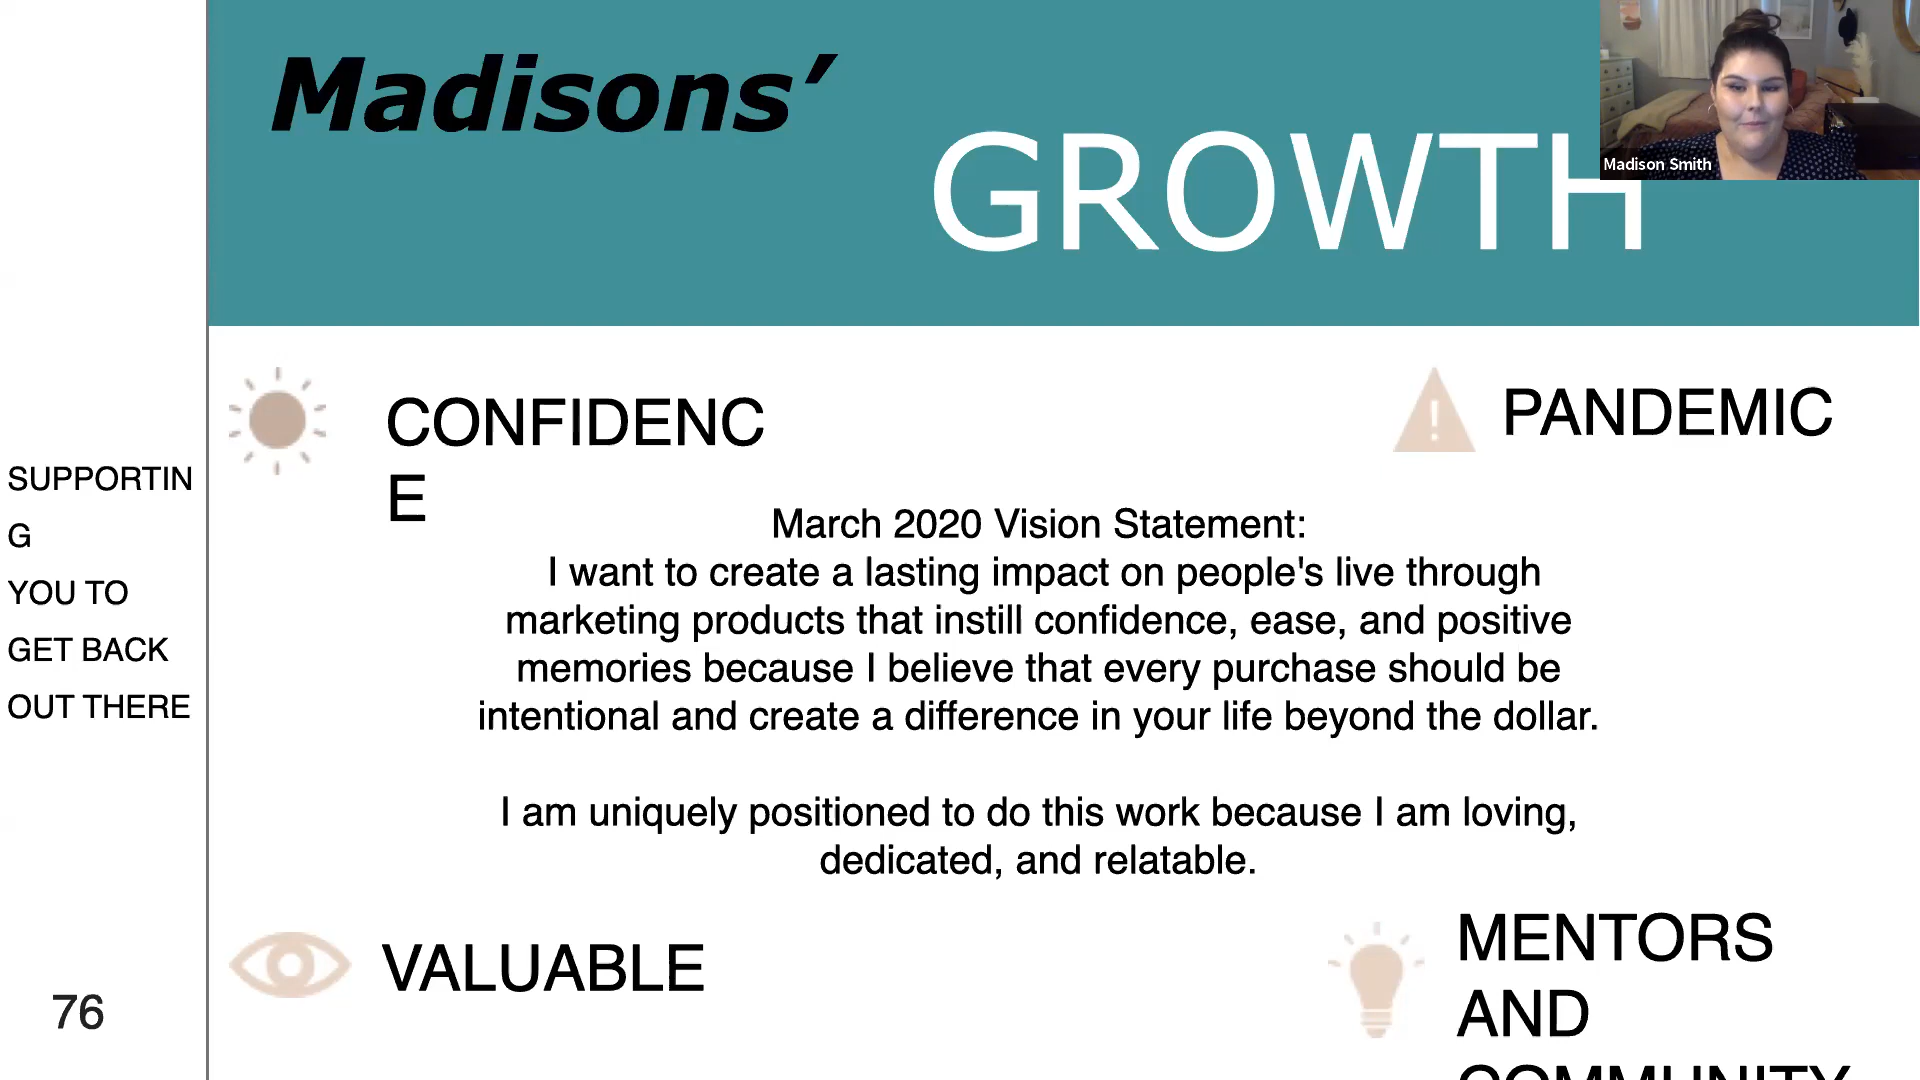 Madisons’
GROWTH
Madison Smith
CONFIDENC
E
PANDEMIC
SUPPORTIN
G
YOU TO
GET BACK
OUT THERE
March 2020 Vision Statement:
I want to create a lasting impact on people's live through
marketing products that instill confidence, ease, and positive
memories because I believe that every purchase should be
intentional and create a difference in your life beyond the dollar.
I am uniquely positioned to do this work because I am loving,
dedicated, and relatable.
VALUABLE
MENTORS
AND
COMMUNITY
76